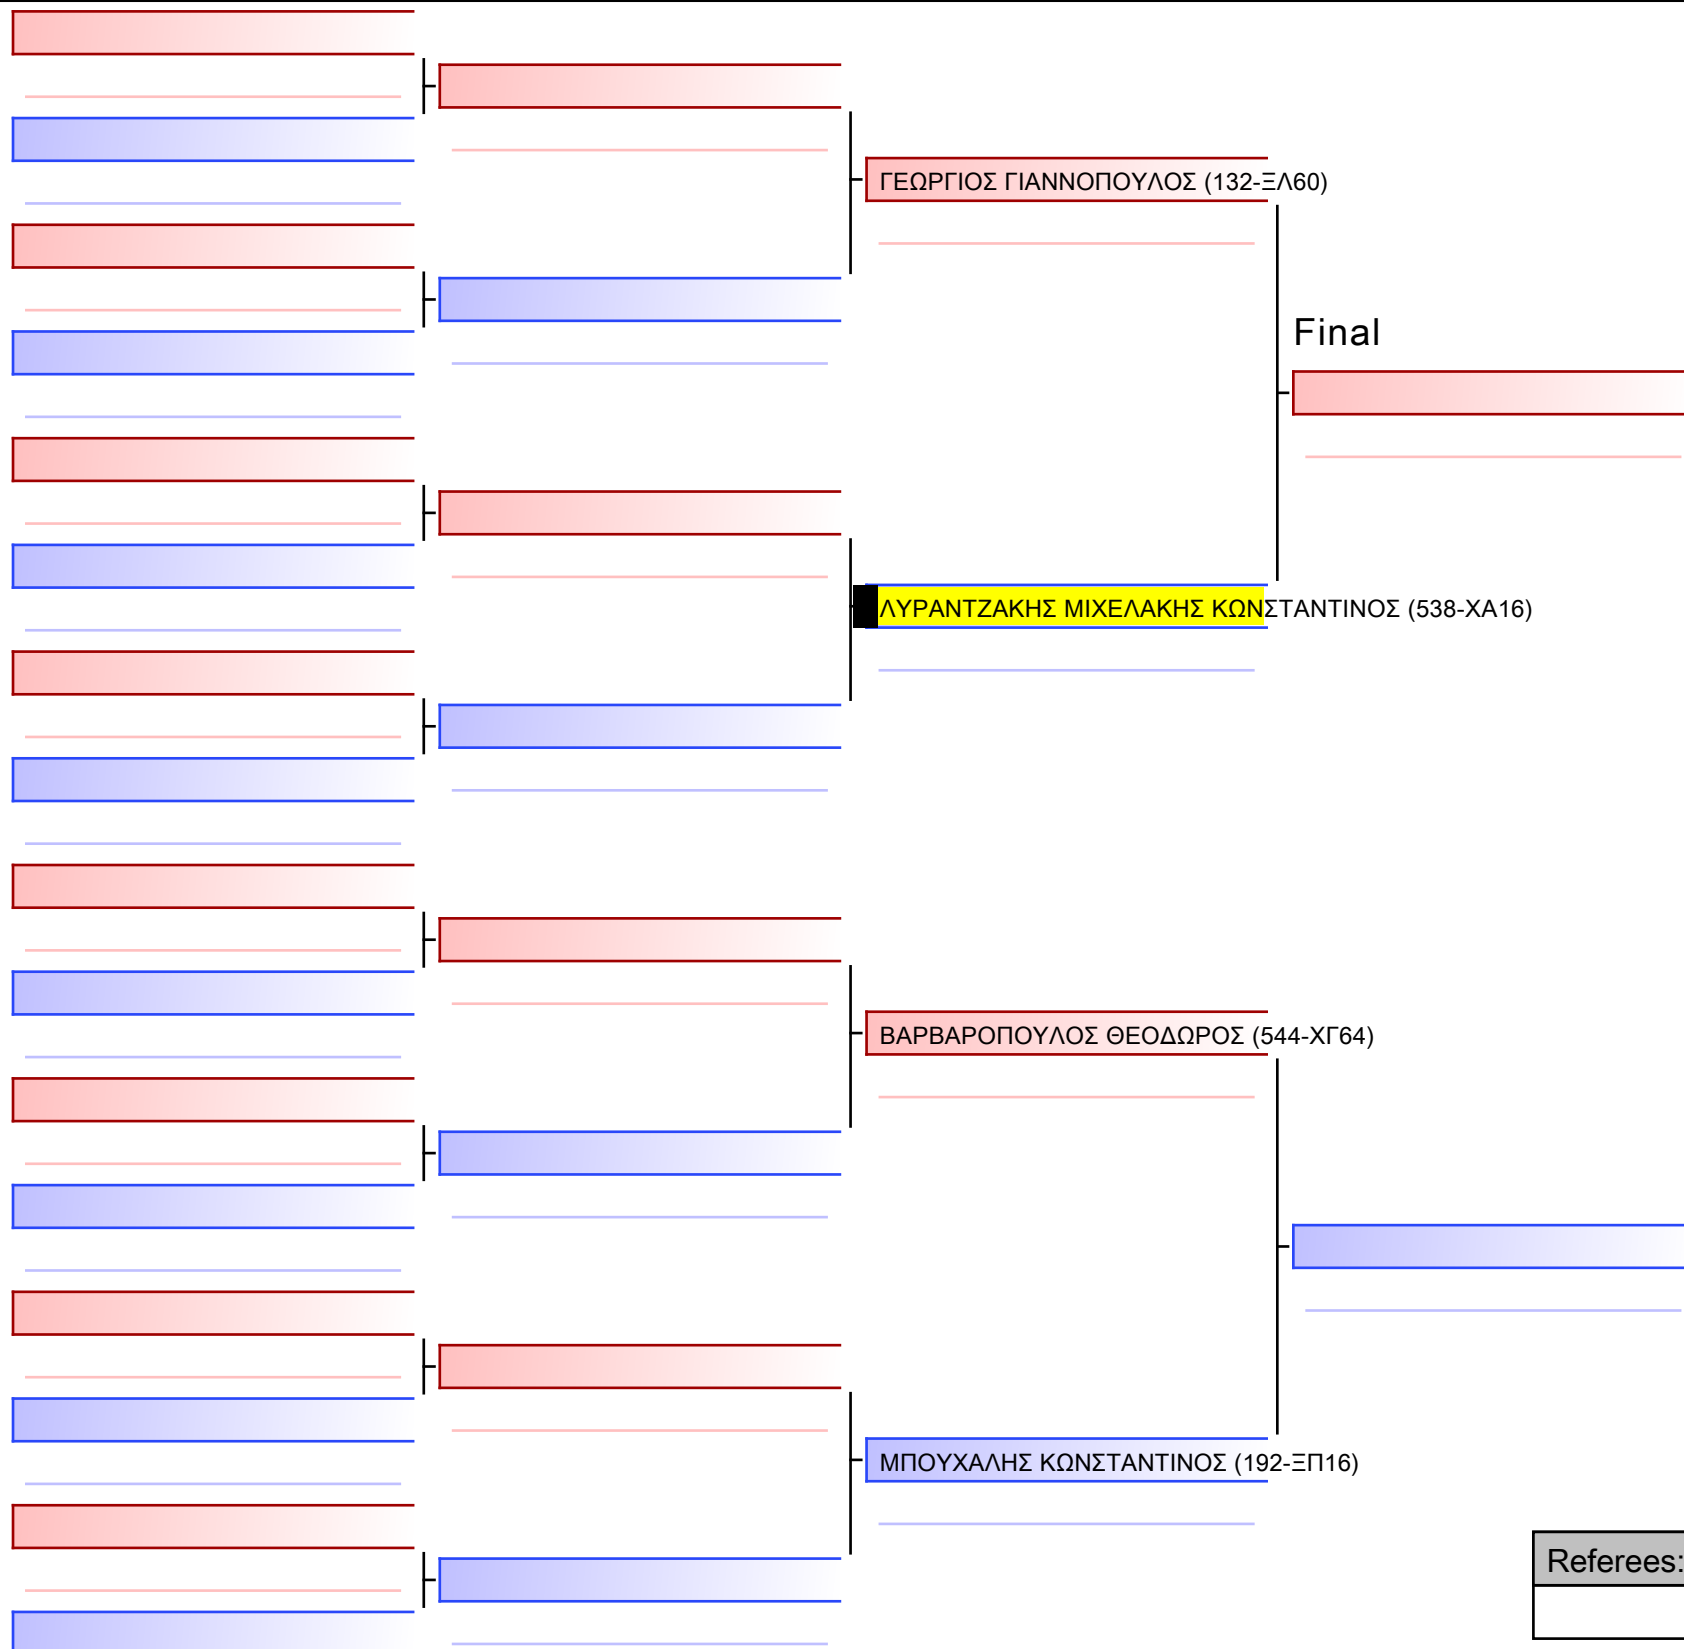 ΓΕΩΡΓΙΟΣ ΓΙΑΝΝΟΠΟΥΛΟΣ (132-ΞΛ60)
Final
ΛΥΡΑΝΤΖΑΚΗΣ ΜΙΧΕΛΑΚΗΣ ΚΩΝΣΤΑΝΤΙΝΟΣ (538-ΧΑ16)
ΒΑΡΒΑΡΟΠΟΥΛΟΣ ΘΕΟΔΩΡΟΣ (544-ΧΓ64)
ΜΠΟΥΧΑΛΗΣ ΚΩΝΣΤΑΝΤΙΝΟΣ (192-ΞΠ16)
Referees: